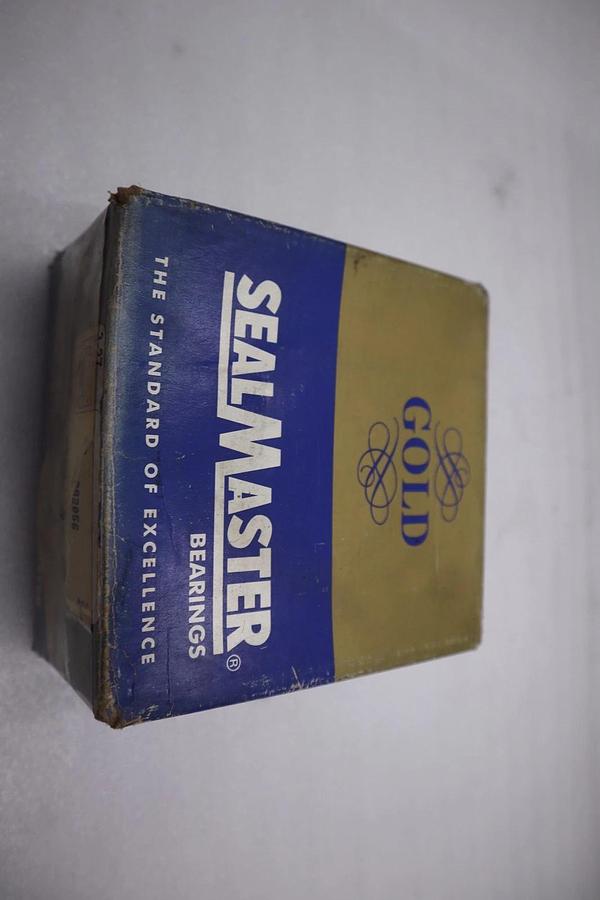 GOLD
SEALMASTER®
BEARINGS
THE STANDARD OF EXCELLENCE